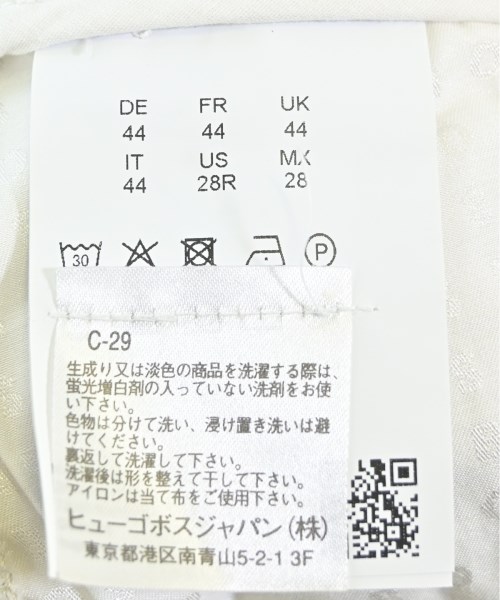 DE FR UK
44 44 44
IT US MX
44 28R 28
30 P
C-29
生成り又は淡色の商品を洗濯する際は、
蛍光増白剤の入っていない洗剤をお使
い下さい。
色物は分けて洗い、浸け置き洗いは避
けてください。
裏返して洗濯して下さい。
洗濯後は形を整えて干して下さい。
アイロンは当て布をご使用下さい。
ヒューゴボスジャパン(株)
東京都港区南青山5-2-1 3F